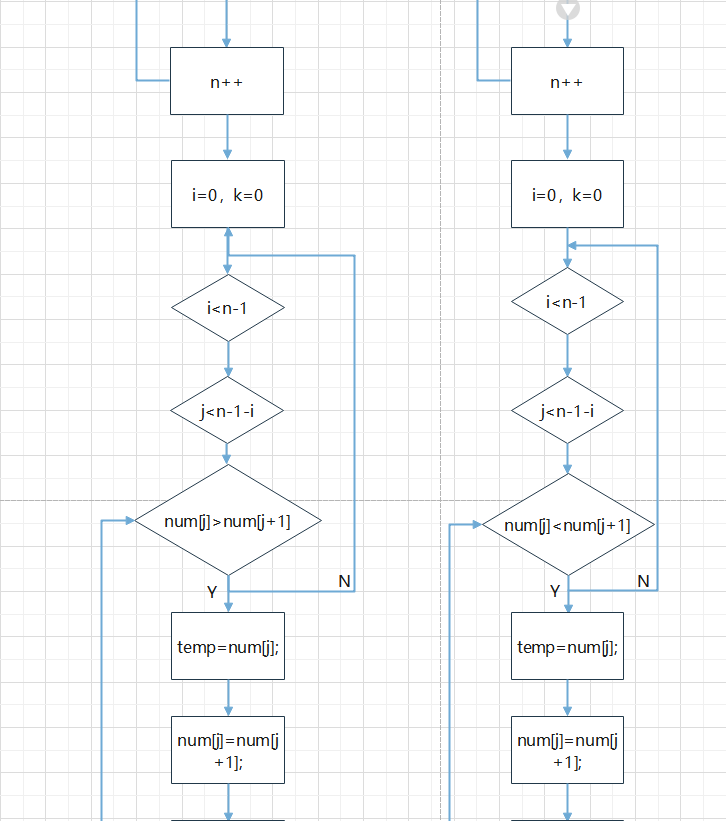 n++
i=0，k=0
i<n-1
j<n-1-i
num[j]>num[j+1]
Y
N
temp=num[j];
num[j]=num[j
+1];
n++
i=0，k=0
i<n-1
j<n-1-i
num[j]<num[j+1]
Y
N
temp=num[j];
num[j]=num[j
+1];